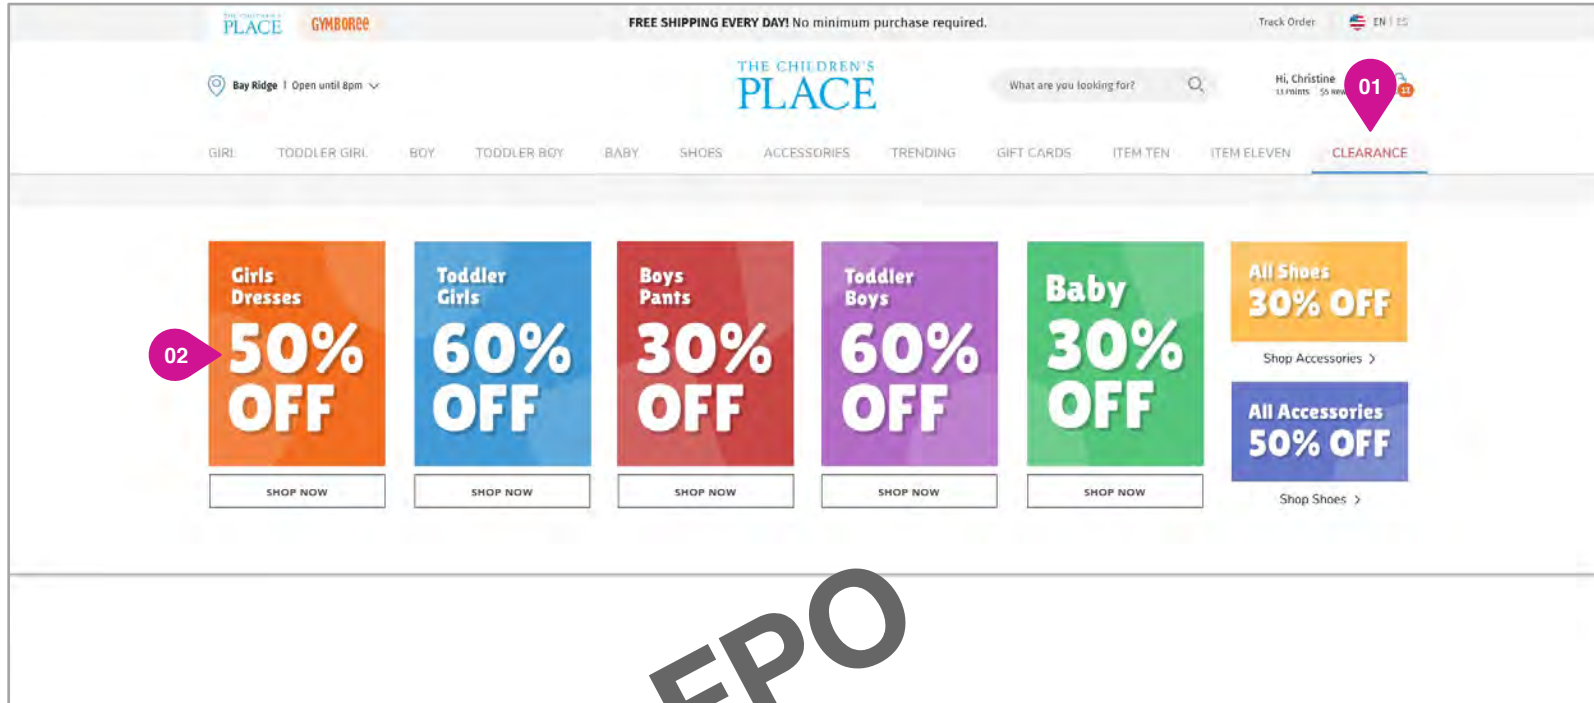 THE CHILDREN'S
PLACE
GYMBOREE
FREE SHIPPING EVERY DAY! No minimum purchase required.
Track Order
EN | ES
Bay Ridge | Open until 8pm
THE CHILDREN'S
PLACE
What are you looking for?
Hi, Christine
13 Points
01
GIRL
TODDLER GIRL
BOY
TODDLER BOY
BABY
SHOES
ACCESSORIES
TRENDING
GIFT CARDS
ITEM TEN
ITEM ELEVEN
CLEARANCE
02
Girls
Dresses
50%
OFF
SHOP NOW
Toddler
Girls
60%
OFF
SHOP NOW
Boys
Pants
30%
OFF
SHOP NOW
Toddler
Boys
60%
OFF
SHOP NOW
Baby
30%
OFF
SHOP NOW
All Shoes
30% OFF
Shop Accessories
All Accessories
50% OFF
Shop Shoes
FPO